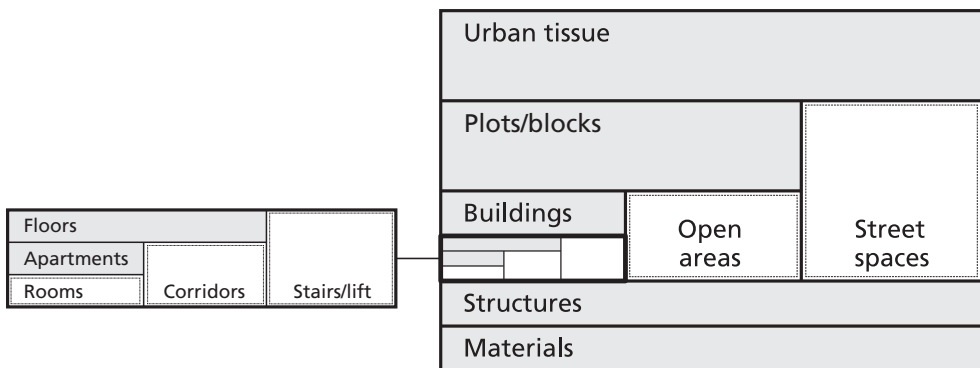 Urban tissue
Plots/blocks
Buildings
Open
areas
Street
spaces
Floors
Apartments
Rooms
Corridors
Stairs/lift
Structures
Materials